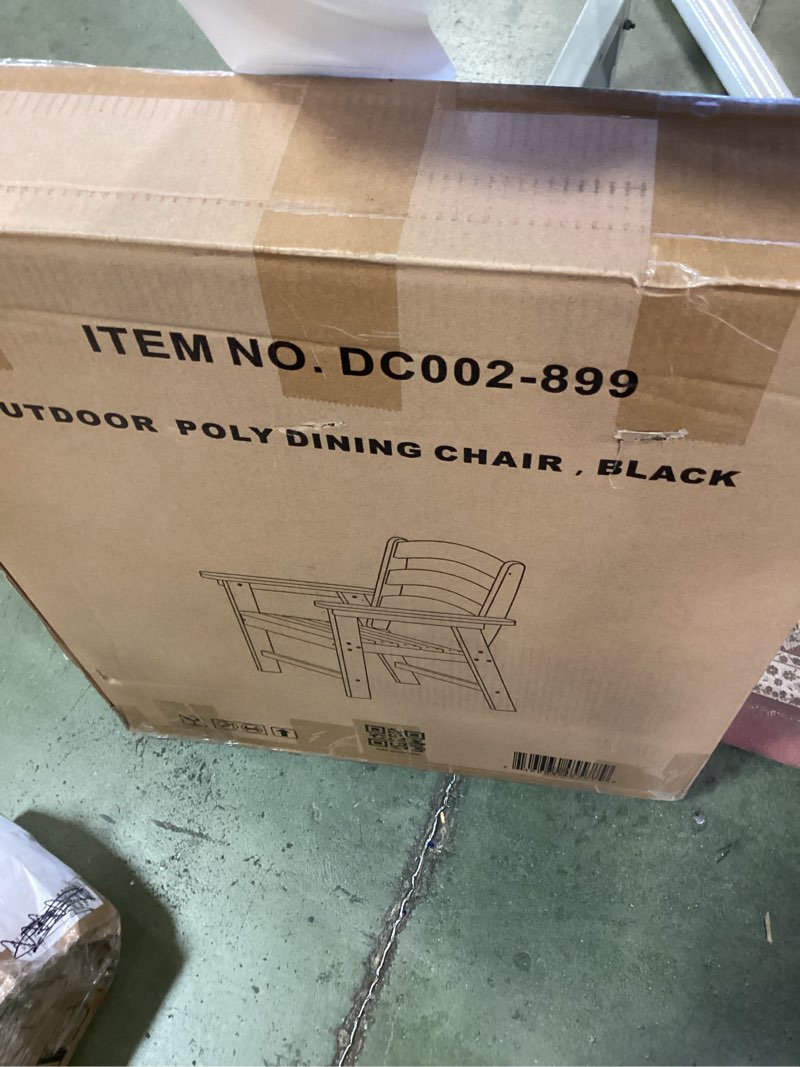 ITEM NO. DC002-899
UTDOOR POLY DINING CHAIR , BLACK